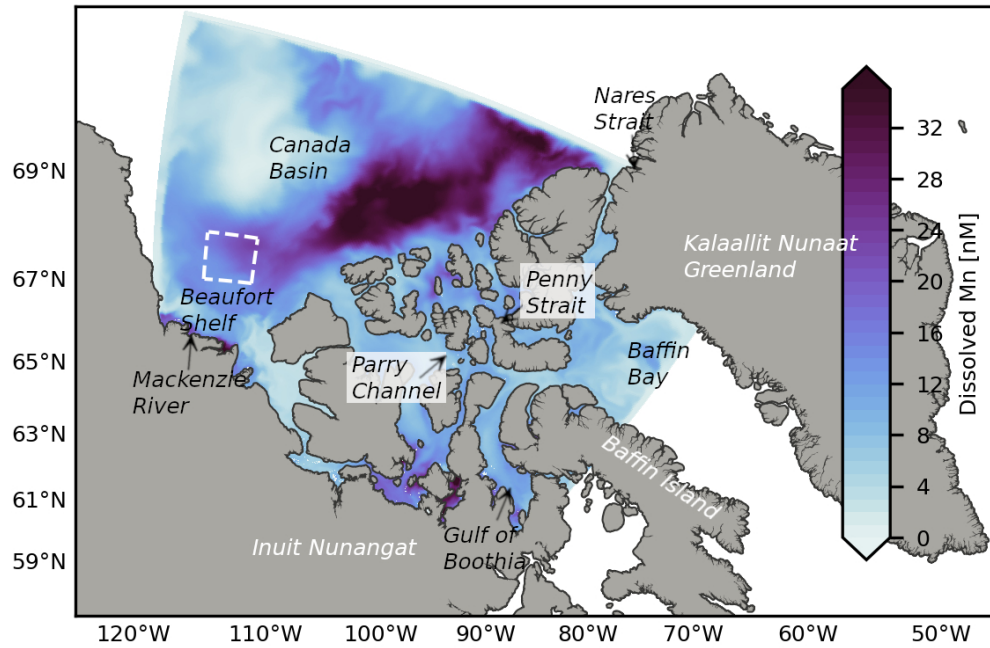 Nares
Strait
Canada
Basin
Kalaallit Nunaat
Greenland
Penny
Strait
Beaufort
Shelf
Mackenzie
River
Parry
Channel
Baffin
Bay
Baffin Island
Gulf of
Boothia
Inuit Nunangat
69°N
67°N
65°N
63°N
61°N
59°N
120°W
110°W
100°W
90°W
80°W
70°W
60°W
50°W
32
28
24
20
16
12
8
4
0
Dissolved Mn [nM]